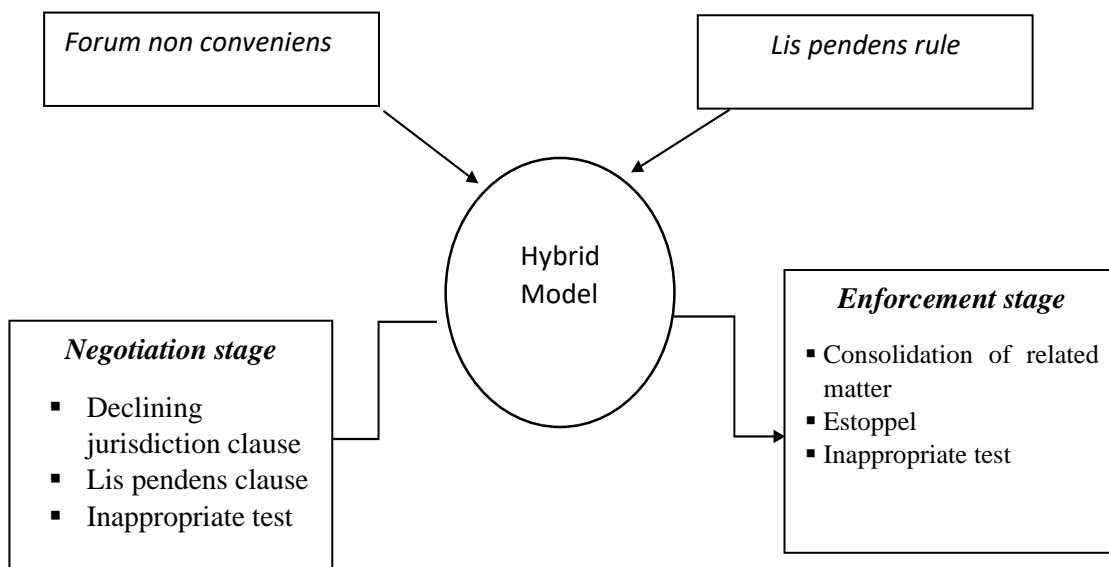 Forum non conveniens
Lis pendens rule
Hybrid
Model
Negotiation stage
▪ Declining
jurisdiction clause
▪ Lis pendens clause
▪ Inappropriate test
Enforcement stage
▪ Consolidation of related
matter
▪ Estoppel
▪ Inappropriate test